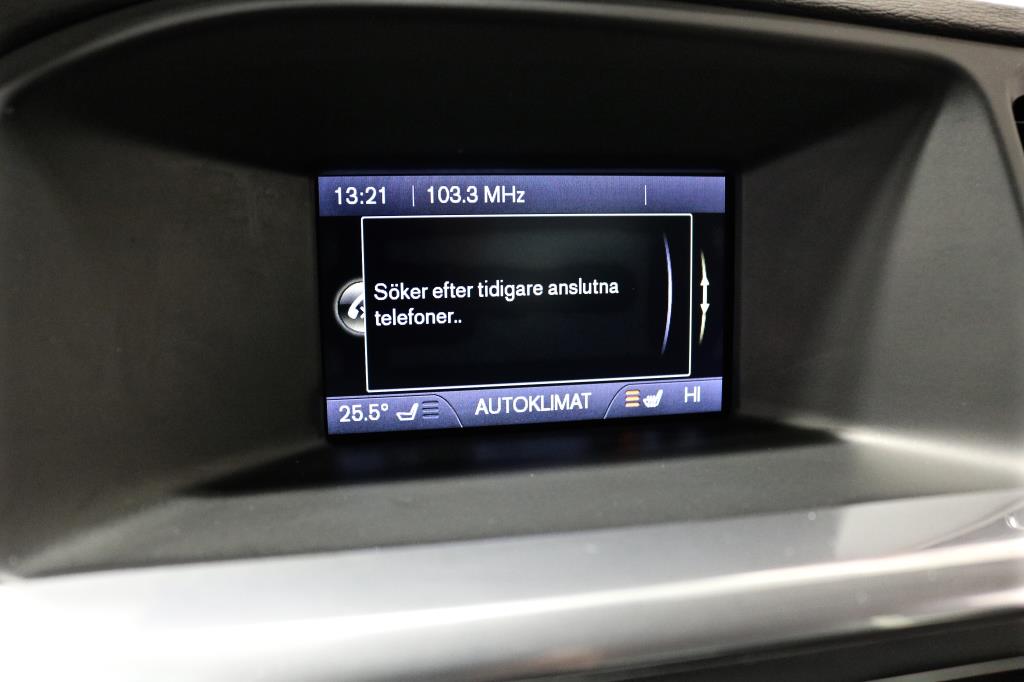 13:21 | 103.3 MHz |
Söker efter tidigare anslutna
telefoner..
25.5° AUTOKLIMAT HI